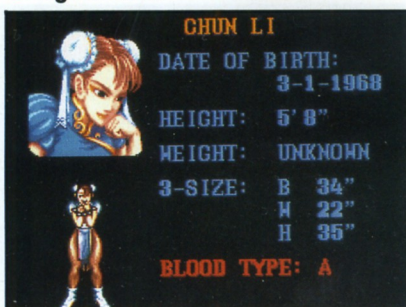 CHUN LI
DATE OF BIRTH:
3-1-1968
HEIGHT: 5'8"
WEIGHT: UNKNOWN
3-SIZE: B 34"
W 22"
H 35"
BLOOD TYPE: A